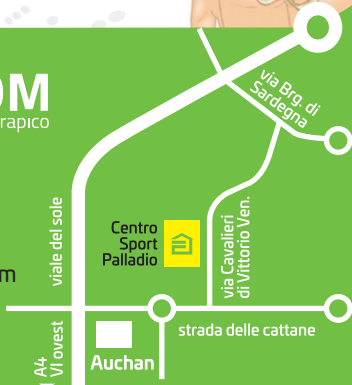 OM
rapico
via Brg. di
Sardegna
Centro
Sport
Palladio
viale del sole
via Cavalieri
di Vittorio Ven.
m
strada delle cattane
Auchan
A4
VI ovest